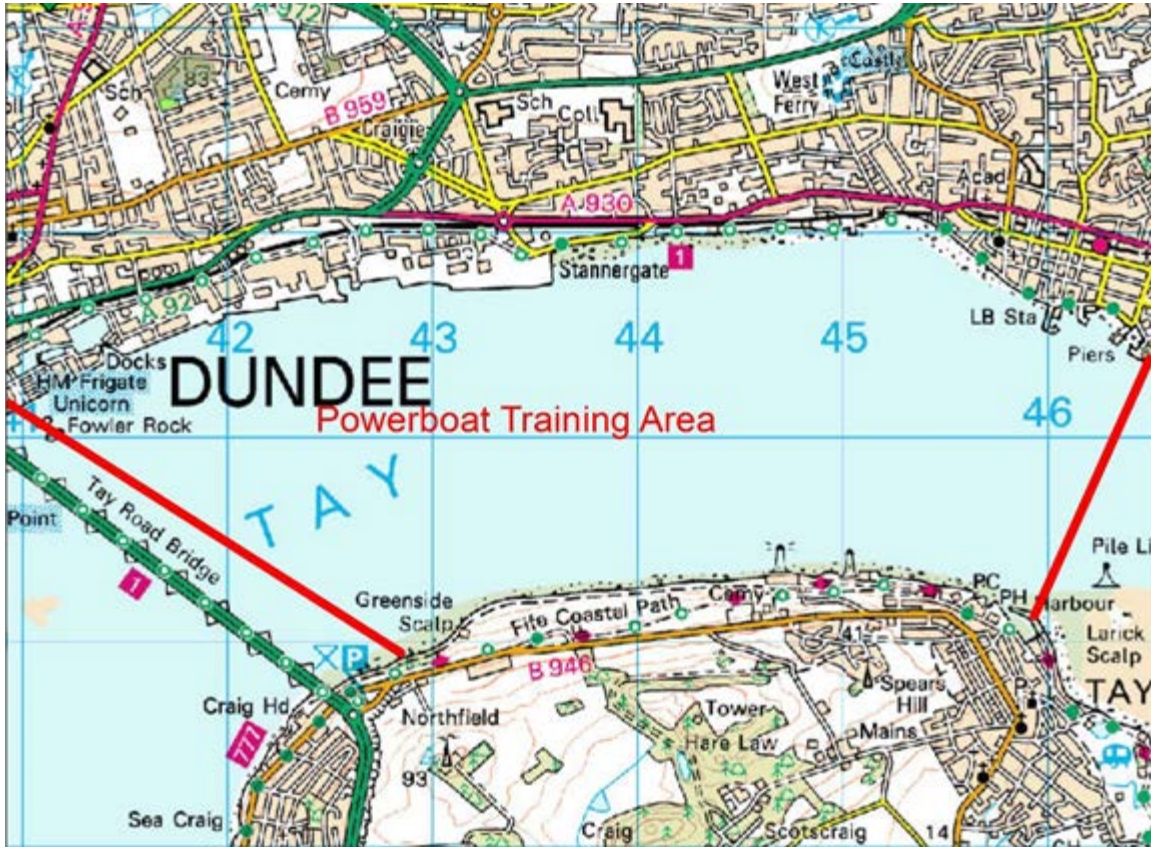 A 972
Sch
83
Cemy
B 959
Craigie
Sch
Coll
West
Ferry
Castle
Acad
A 930
Stannergate
1
A 92
42
43
44
45
46
LB Sta
Piers
Docks
HM Frigate
Unicorn
Fowler Rock
DUNDEE
Powerboat Training Area
TAY
Point
Tay Road Bridge
1
Greenside
Scalp
Fife Coastal Path
Cemy
PC
PH
Pile Li
Harbour
Larick
Scalp
TAY
41
B 946
P
Craig Hd
777
Northfield
93
Tower
Hare Law
Spears
Hill
Mains
P
Sea Craig
Craig
Scotscraig
14